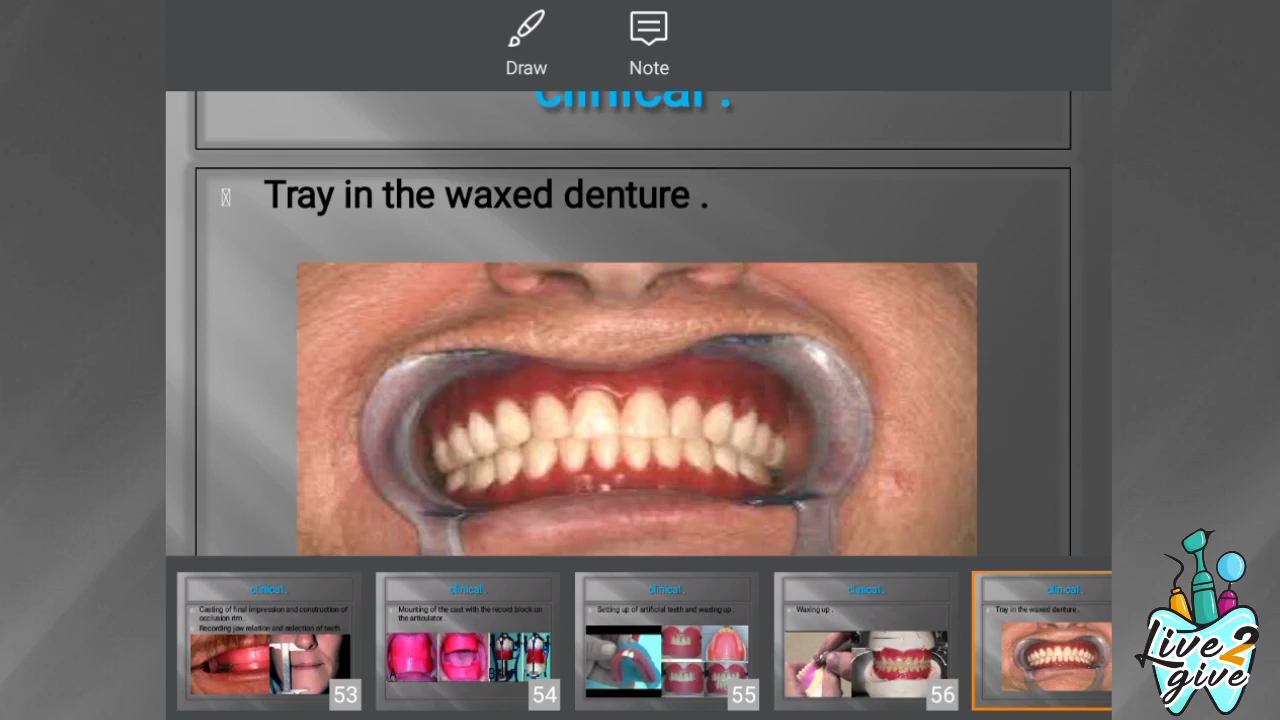 Draw
Note
clinical .
Tray in the waxed denture .
clinical.
Casting of final impression and construction of
occlusion rim .
Recording jaw relation and selection of teeth
53
clinical.
Mounting of the cast with the record block on
the articulator .
54
clinical.
Setting up of artificial teeth and waxing up .
55
clinical.
Waxing up .
56
clinical.
Tray in the waxed denture .
Live 2
give